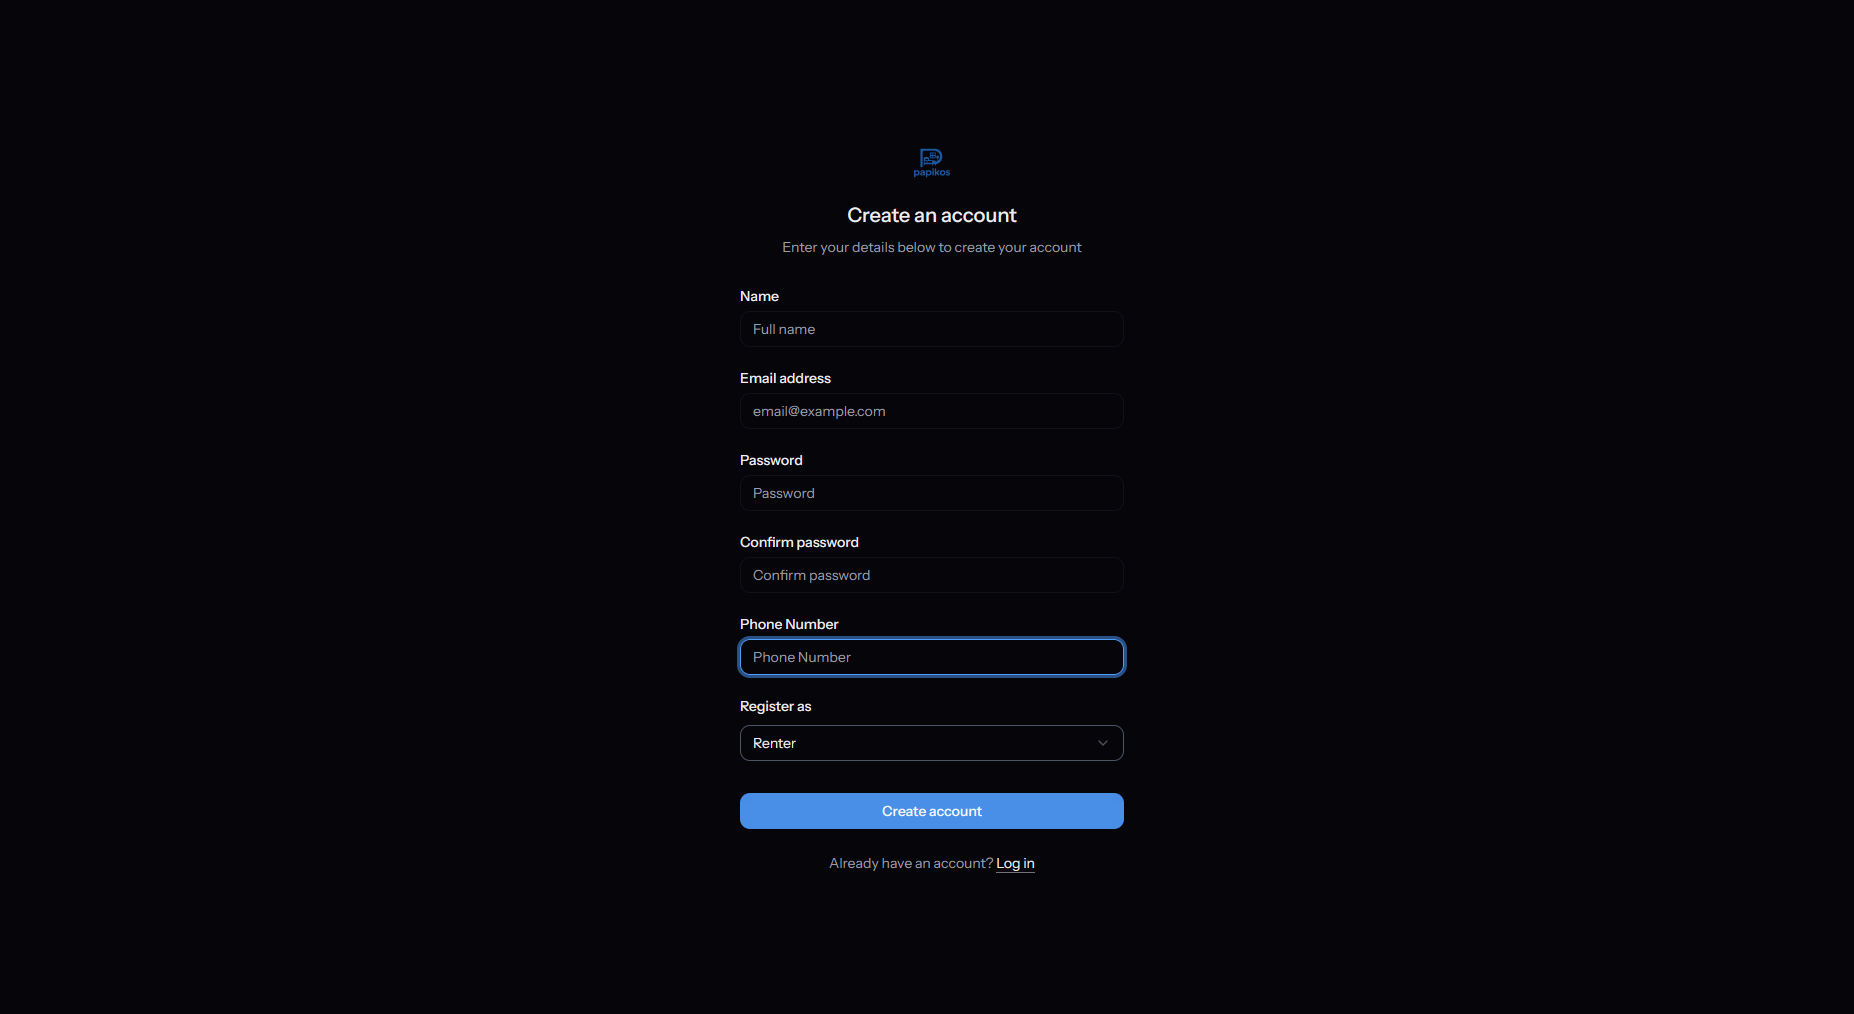 papikos
Create an account
Enter your details below to create your account
Name
Full name
Email address
email@example.com
Password
Password
Confirm password
Confirm password
Phone Number
Phone Number
Register as
Renter
Create account
Already have an account? Log in